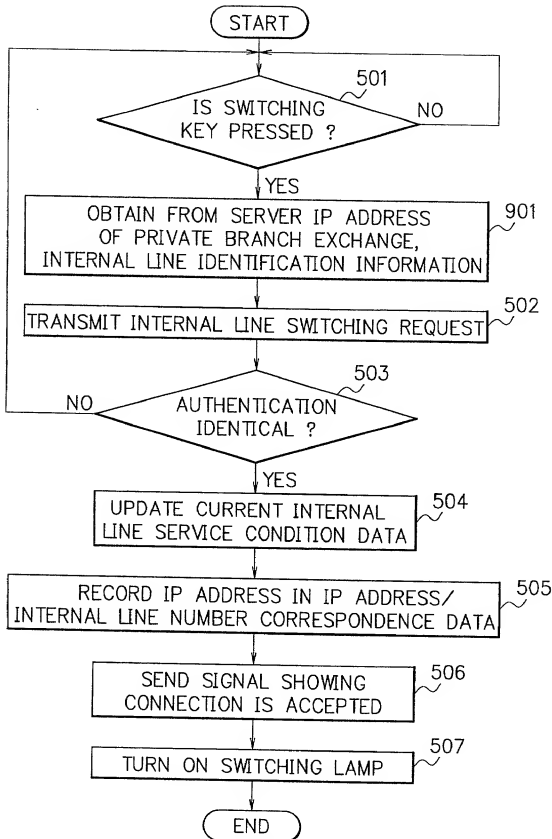 START
501
IS SWITCHING
KEY PRESSED ?
NO
YES
OBTAIN FROM SERVER IP ADDRESS
OF PRIVATE BRANCH EXCHANGE,
INTERNAL LINE IDENTIFICATION INFORMATION
901
TRANSMIT INTERNAL LINE SWITCHING REQUEST
502
503
NO
AUTHENTICATION
IDENTICAL ?
YES
UPDATE CURRENT INTERNAL
LINE SERVICE CONDITION DATA
504
RECORD IP ADDRESS IN IP ADDRESS/
INTERNAL LINE NUMBER CORRESPONDENCE DATA
505
SEND SIGNAL SHOWING
CONNECTION IS ACCEPTED
506
TURN ON SWITCHING LAMP
507
END